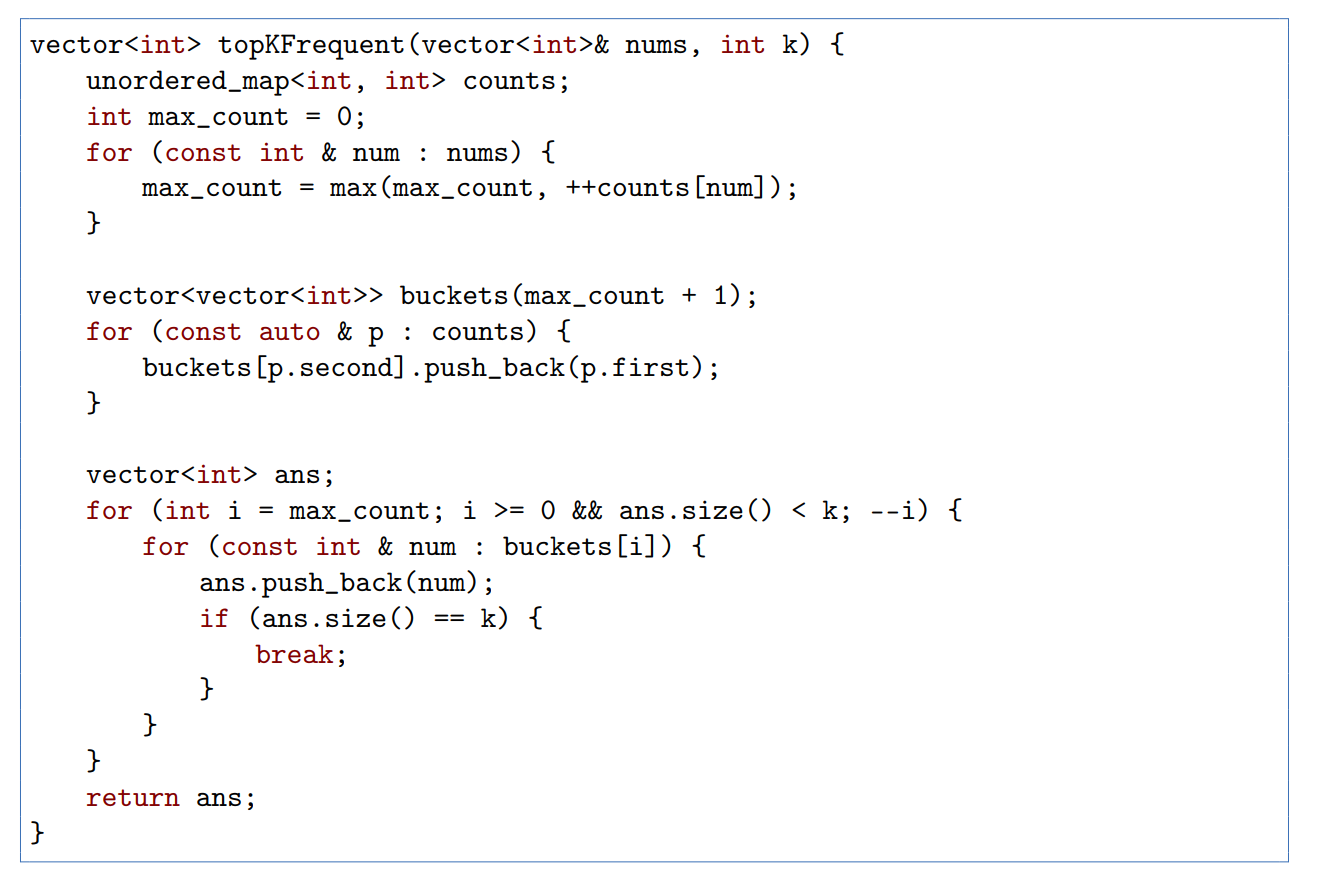 vector<int> topKFrequent(vector<int>& nums, int k) {
    unordered_map<int, int> counts;
    int max_count = 0;
    for (const int & num : nums) {
        max_count = max(max_count, ++counts[num]);
    }

    vector<vector<int>> buckets(max_count + 1);
    for (const auto & p : counts) {
        buckets[p.second].push_back(p.first);
    }

    vector<int> ans;
    for (int i = max_count; i >= 0 && ans.size() < k; --i) {
        for (const int & num : buckets[i]) {
            ans.push_back(num);
            if (ans.size() == k) {
                break;
            }
        }
    }
    return ans;
}